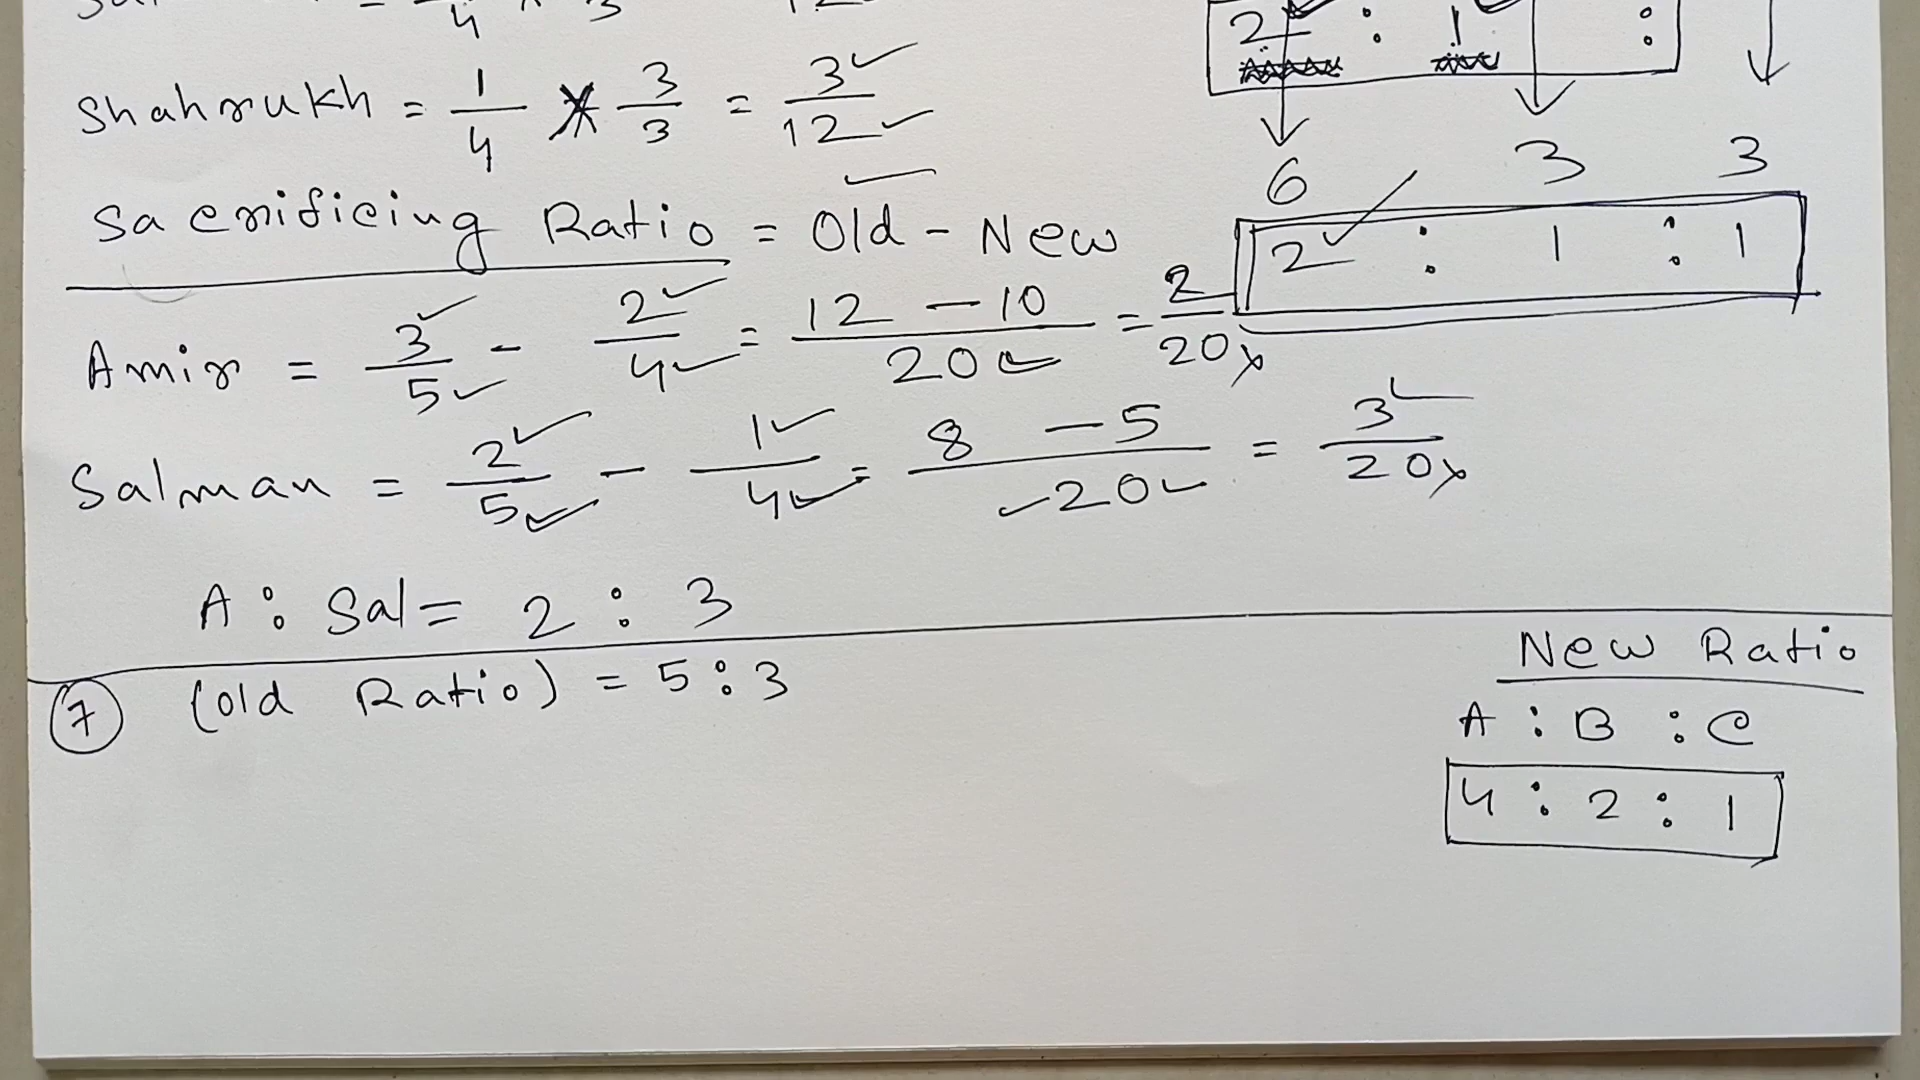 2 : 1 :
Shahrukh = 1/4 * 3/3 = 3/12
6 3 3
Sacrificing Ratio = Old - New
2 : 1 : 1
Amir = 3/5 - 2/4 = 12 - 10/20 = 2/20
Salman = 2/5 - 1/4 = 8 - 5/20 = 3/20
A : Sal = 2 : 3
7 (old Ratio) = 5 : 3
New Ratio
A : B : C
4 : 2 : 1